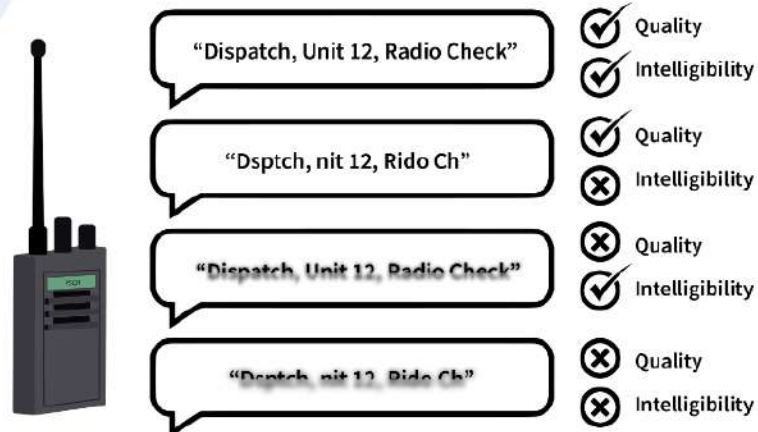 “Dispatch, Unit 12, Radio Check”
Quality
Intelligibility
“Dsptch, nit 12, Rido Ch”
Quality
Intelligibility
“Dispatch, Unit 12, Radio Check”
Quality
Intelligibility
“Dsptch, nit 12, Rido Ch”
Quality
Intelligibility